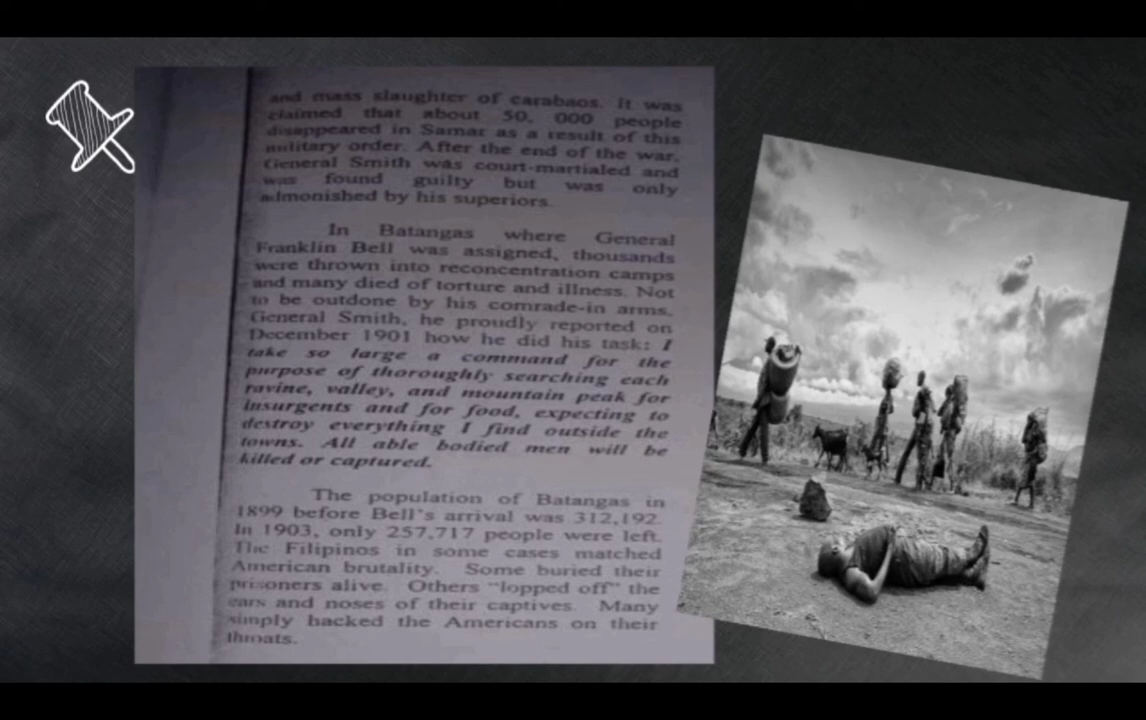 and mass slaughter of carabaos. It was
claimed that about 50, 000 people
disappeared in Samar as a result of this
military order. After the end of the war,
General Smith was court-martialed and
was found guilty but was only
admonished by his superiors.
In Batangas where General
Franklin Bell was assigned, thousands
were thrown into reconcentration camps
and many died of torture and illness. Not
to be outdone by his comrade-in arms,
General Smith, he proudly reported on
December 1901 how he did his task: I
take so large a command for the
purpose of thoroughly searching each
ravine, valley, and mountain peak for
insurgents and for food, expecting to
destroy everything I find outside the
towns. All able bodied men will be
killed or captured.
The population of Batangas in
1899 before Bell's arrival was 312,192.
In 1903, only 257,717 people were left.
The Filipinos in some cases matched
American brutality. Some buried their
prisoners alive. Others "lopped off" the
ears and noses of their captives. Many
simply hacked the Americans on their
throats.